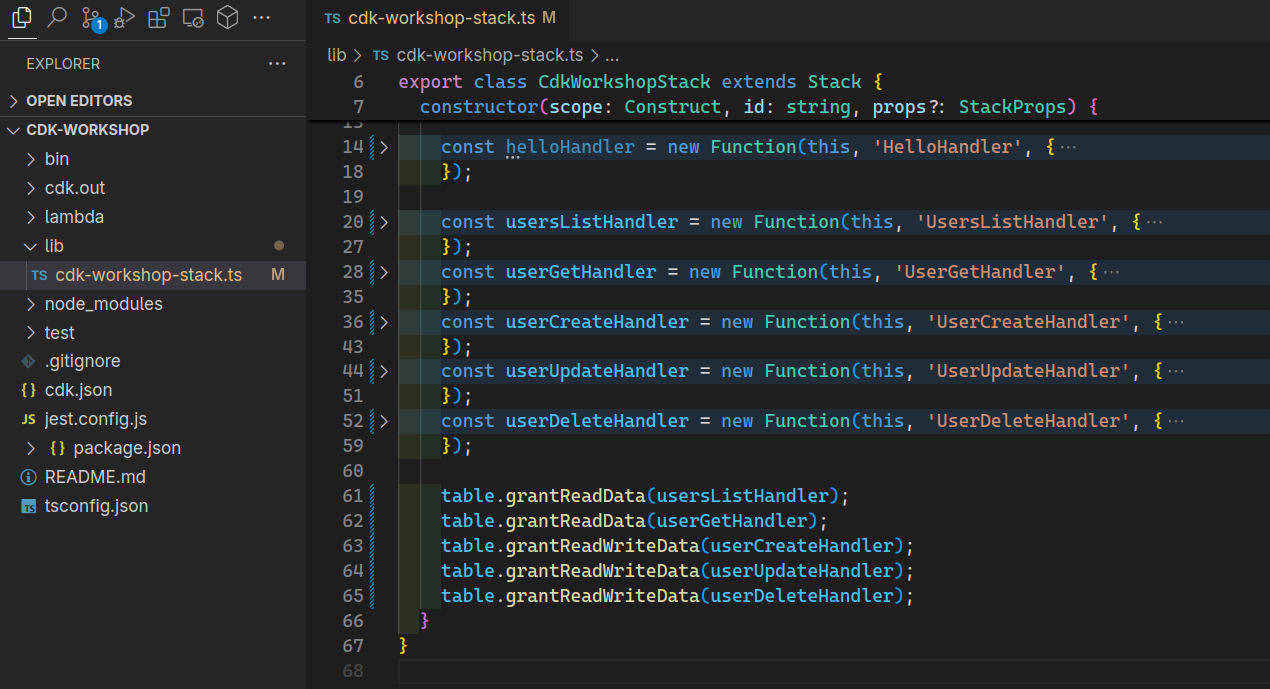 1
EXPLORER ···
OPEN EDITORS
CDK-WORKSHOP
bin
cdk.out
lambda
lib
TS cdk-workshop-stack.ts M
node_modules
test
.gitignore
{} cdk.json
JS jest.config.js
{} package.json
README.md
TS tsconfig.json
TS cdk-workshop-stack.ts M
lib > TS cdk-workshop-stack.ts > ...
6 export class CdkWorkshopStack extends Stack {
7 constructor(scope: Construct, id: string, props?: StackProps) {
13
14 const helloHandler = new Function(this, 'HelloHandler', {···
18 });
19
20 const usersListHandler = new Function(this, 'UsersListHandler', {···
27 });
28 const userGetHandler = new Function(this, 'UserGetHandler', {···
35 });
36 const userCreateHandler = new Function(this, 'UserCreateHandler', {···
43 });
44 const userUpdateHandler = new Function(this, 'UserUpdateHandler', {···
51 });
52 const userDeleteHandler = new Function(this, 'UserDeleteHandler', {···
59 });
60
61 table.grantReadData(usersListHandler);
62 table.grantReadData(userGetHandler);
63 table.grantReadWriteData(userCreateHandler);
64 table.grantReadWriteData(userUpdateHandler);
65 table.grantReadWriteData(userDeleteHandler);
66 }
67 }
68